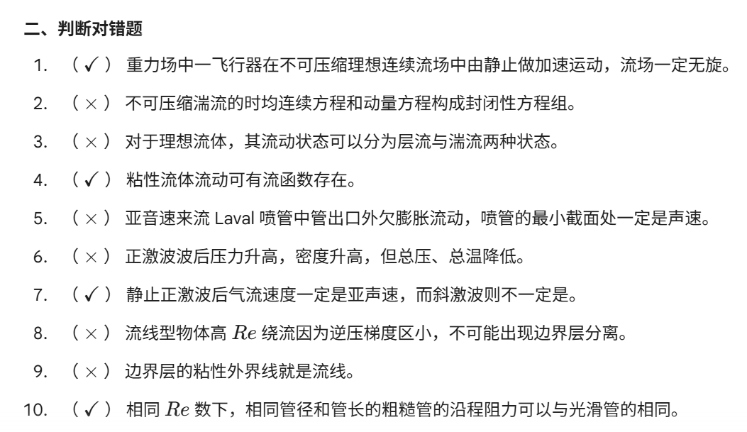 二、判断对错题
1. （ ✓ ） 重力场中一飞行器在不可压缩理想连续流场中由静止做加速运动，流场一定无旋。
2. （ × ） 不可压缩湍流的时均连续方程和动量方程构成封闭性方程组。
3. （ × ） 对于理想流体，其流动状态可以分为层流与湍流两种状态。
4. （ ✓ ） 粘性流体流动可有流函数存在。
5. （ × ） 亚音速来流 Laval 喷管中管出口外欠膨胀流动，喷管的最小截面处一定是声速。
6. （ × ） 正激波波后压力升高，密度升高，但总压、总温降低。
7. （ ✓ ） 静止正激波后气流速度一定是亚声速，而斜激波则不一定是。
8. （ × ） 流线型物体高 Re 绕流因为逆压梯度区小，不可能出现边界层分离。
9. （ × ） 边界层的粘性外界线就是流线。
10. （ ✓ ） 相同 Re 数下，相同管径和管长的粗糙管的沿程阻力可以与光滑管的相同。